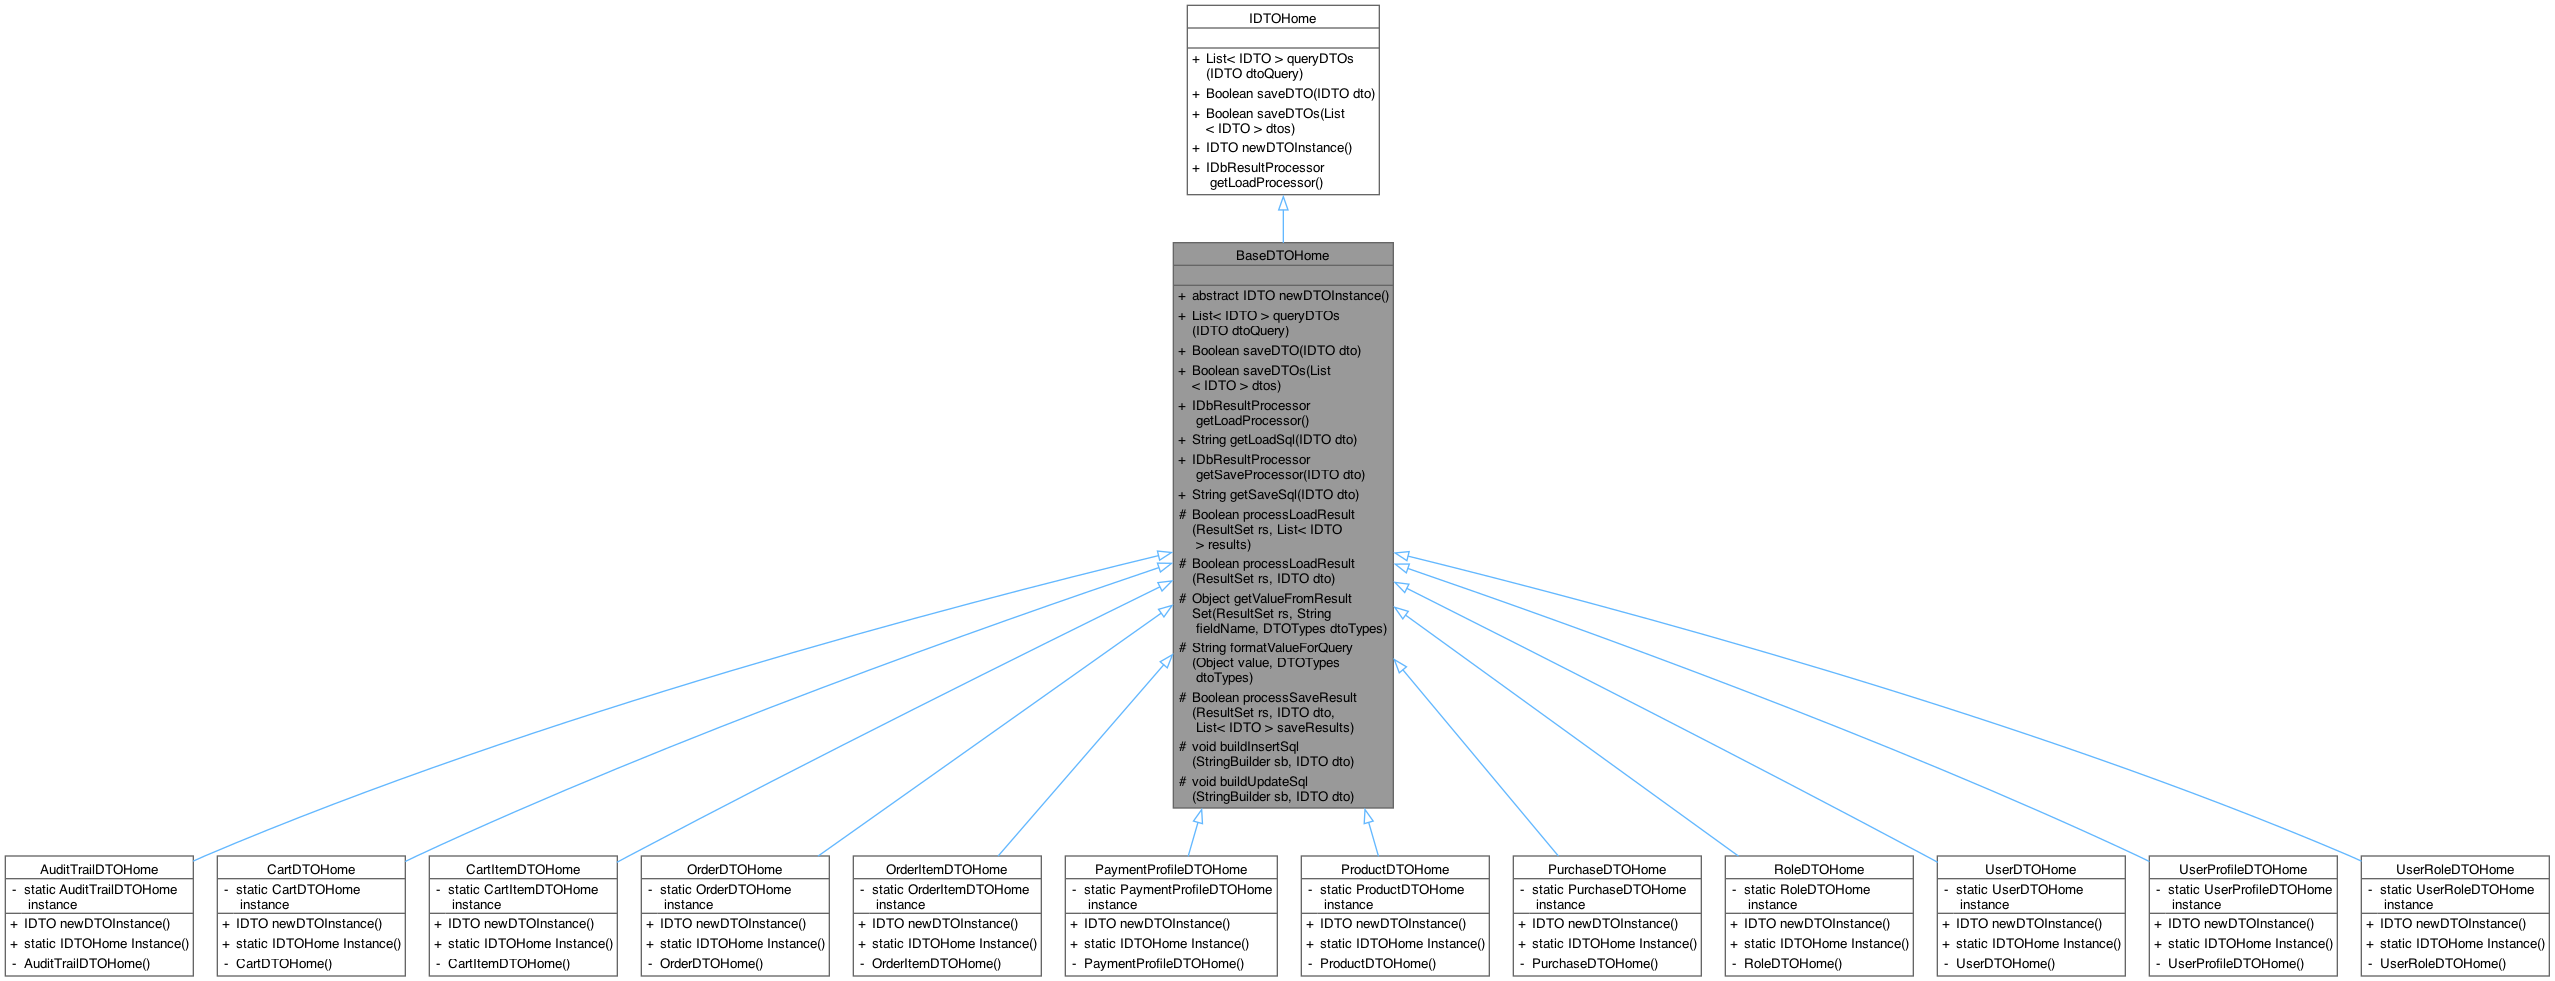 IDTOHome
+ List< IDTO > queryDTOs
(IDTO dtoQuery)
+ Boolean saveDTO(IDTO dto)
+ Boolean saveDTOs(List
< IDTO > dtos)
+ IDTO newDTOInstance()
+ IDbResultProcessor
getLoadProcessor()
BaseDTOHome
+ abstract IDTO newDTOInstance()
+ List< IDTO > queryDTOs
(IDTO dtoQuery)
+ Boolean saveDTO(IDTO dto)
+ Boolean saveDTOs(List
< IDTO > dtos)
+ IDbResultProcessor
getLoadProcessor()
+ String getLoadSql(IDTO dto)
+ IDbResultProcessor
getSaveProcessor(IDTO dto)
+ String getSaveSql(IDTO dto)
# Boolean processLoadResult
(ResultSet rs, List< IDTO
> results)
# Boolean processLoadResult
(ResultSet rs, IDTO dto)
# Object getValueFromResult
Set(ResultSet rs, String
fieldName, DTOTypes dtoTypes)
# String formatValueForQuery
(Object value, DTOTypes
dtoTypes)
# Boolean processSaveResult
(ResultSet rs, IDTO dto,
List< IDTO > saveResults)
# void buildInsertSql
(StringBuilder sb, IDTO dto)
# void buildUpdateSql
(StringBuilder sb, IDTO dto)
AuditTrailDTOHome
- static AuditTrailDTOHome
instance
+ IDTO newDTOInstance()
+ static IDTOHome Instance()
- AuditTrailDTOHome()
CartDTOHome
- static CartDTOHome
instance
+ IDTO newDTOInstance()
+ static IDTOHome Instance()
- CartDTOHome()
CartItemDTOHome
- static CartItemDTOHome
instance
+ IDTO newDTOInstance()
+ static IDTOHome Instance()
- CartItemDTOHome()
OrderDTOHome
- static OrderDTOHome
instance
+ IDTO newDTOInstance()
+ static IDTOHome Instance()
- OrderDTOHome()
OrderItemDTOHome
- static OrderItemDTOHome
instance
+ IDTO newDTOInstance()
+ static IDTOHome Instance()
- OrderItemDTOHome()
PaymentProfileDTOHome
- static PaymentProfileDTOHome
instance
+ IDTO newDTOInstance()
+ static IDTOHome Instance()
- PaymentProfileDTOHome()
ProductDTOHome
- static ProductDTOHome
instance
+ IDTO newDTOInstance()
+ static IDTOHome Instance()
- ProductDTOHome()
PurchaseDTOHome
- static PurchaseDTOHome
instance
+ IDTO newDTOInstance()
+ static IDTOHome Instance()
- PurchaseDTOHome()
RoleDTOHome
- static RoleDTOHome
instance
+ IDTO newDTOInstance()
+ static IDTOHome Instance()
- RoleDTOHome()
UserDTOHome
- static UserDTOHome
instance
+ IDTO newDTOInstance()
+ static IDTOHome Instance()
- UserDTOHome()
UserProfileDTOHome
- static UserProfileDTOHome
instance
+ IDTO newDTOInstance()
+ static IDTOHome Instance()
- UserProfileDTOHome()
UserRoleDTOHome
- static UserRoleDTOHome
instance
+ IDTO newDTOInstance()
+ static IDTOHome Instance()
- UserRoleDTOHome()